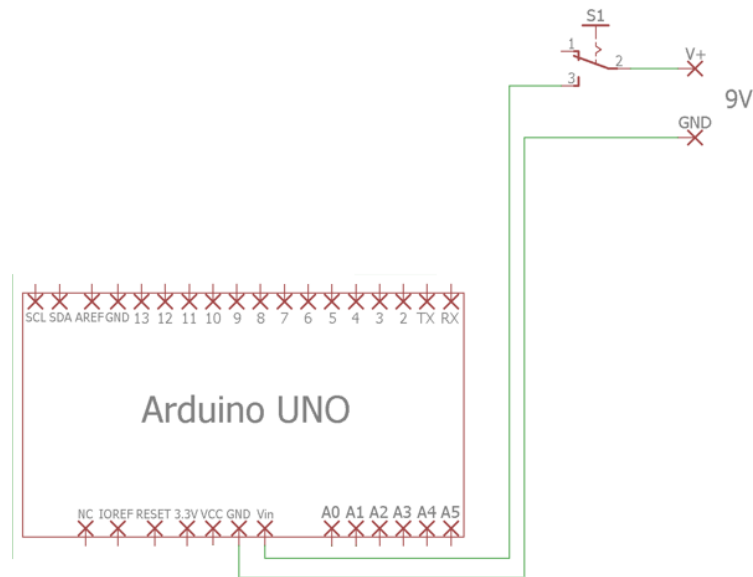 S1
1
2
V+
3
9V
GND
SCL SDA AREF GND 13 12 11 10 9 8 7 6 5 4 3 2 TX RX
Arduino UNO
NC IOREF RESET 3.3V VCC GND Vin A0 A1 A2 A3 A4 A5